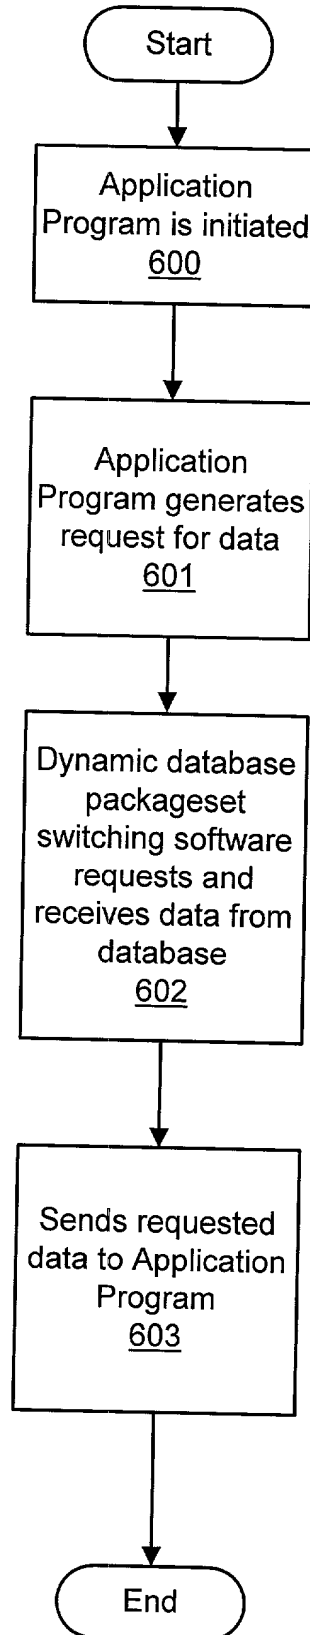 Start
Application
Program is initiated
600
Application
Program generates
request for data
601
Dynamic database
packageset
switching software
requests and
receives data from
database
602
Sends requested
data to Application
Program
603
End